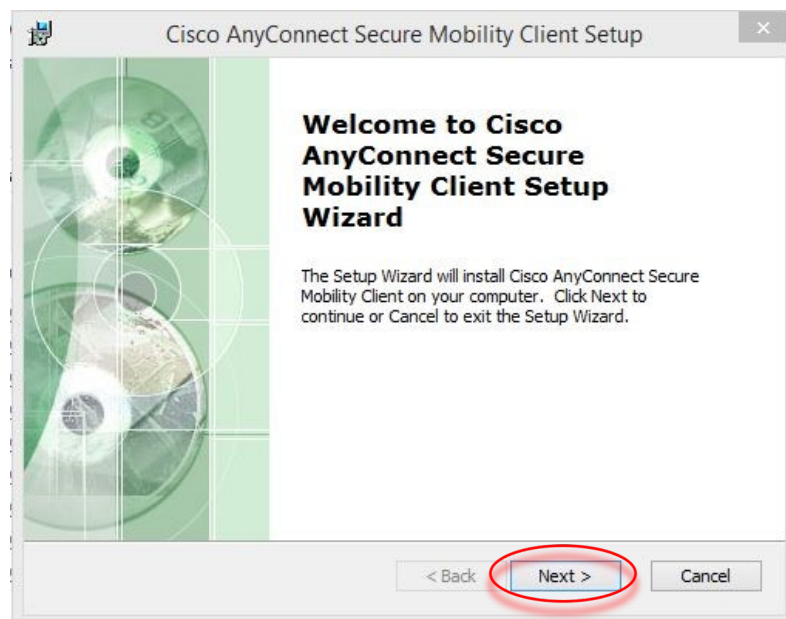 Cisco AnyConnect Secure Mobility Client Setup
Welcome to Cisco
AnyConnect Secure
Mobility Client Setup
Wizard
The Setup Wizard will install Cisco AnyConnect Secure
Mobility Client on your computer. Click Next to
continue or Cancel to exit the Setup Wizard.
< Back Next > Cancel